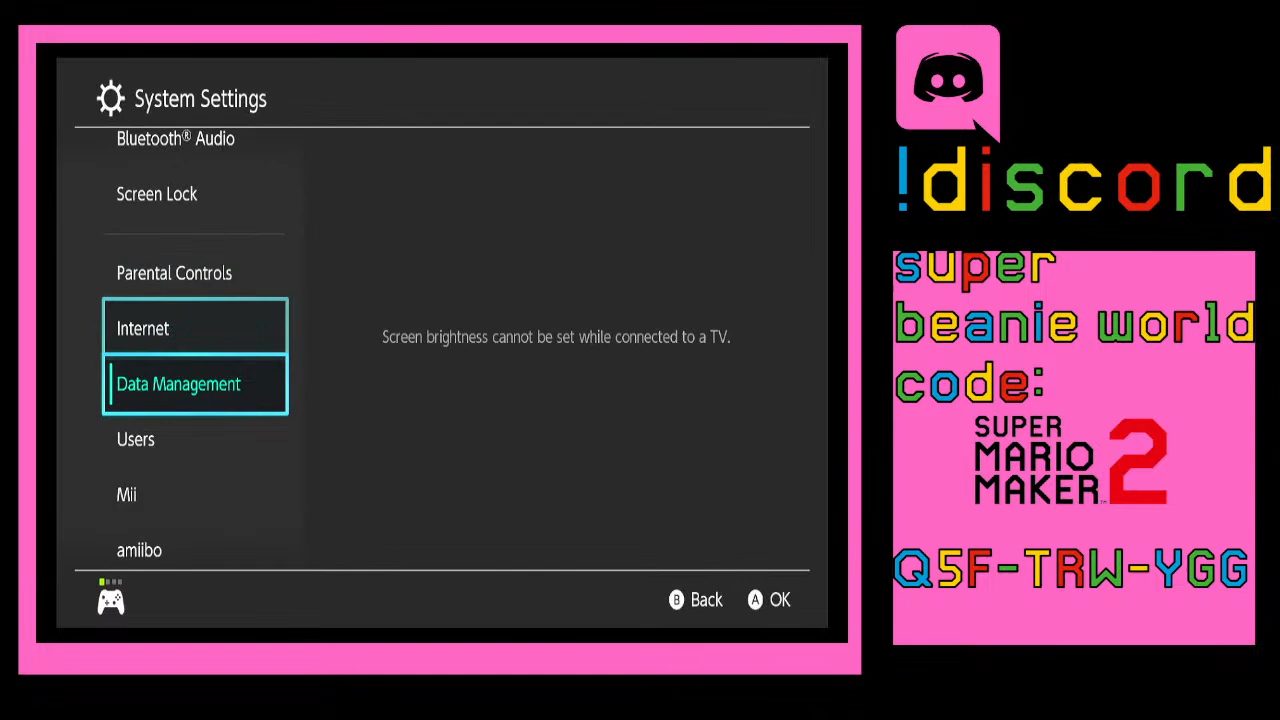 System Settings
Bluetooth® Audio
Screen Lock
Parental Controls
Internet
Data Management
Users
Mii
amiibo
Screen brightness cannot be set while connected to a TV.
B Back
A OK
!discord
super
beanie world
code:
SUPER
MARIO
MAKER™ 2
Q5F-TRW-YGG